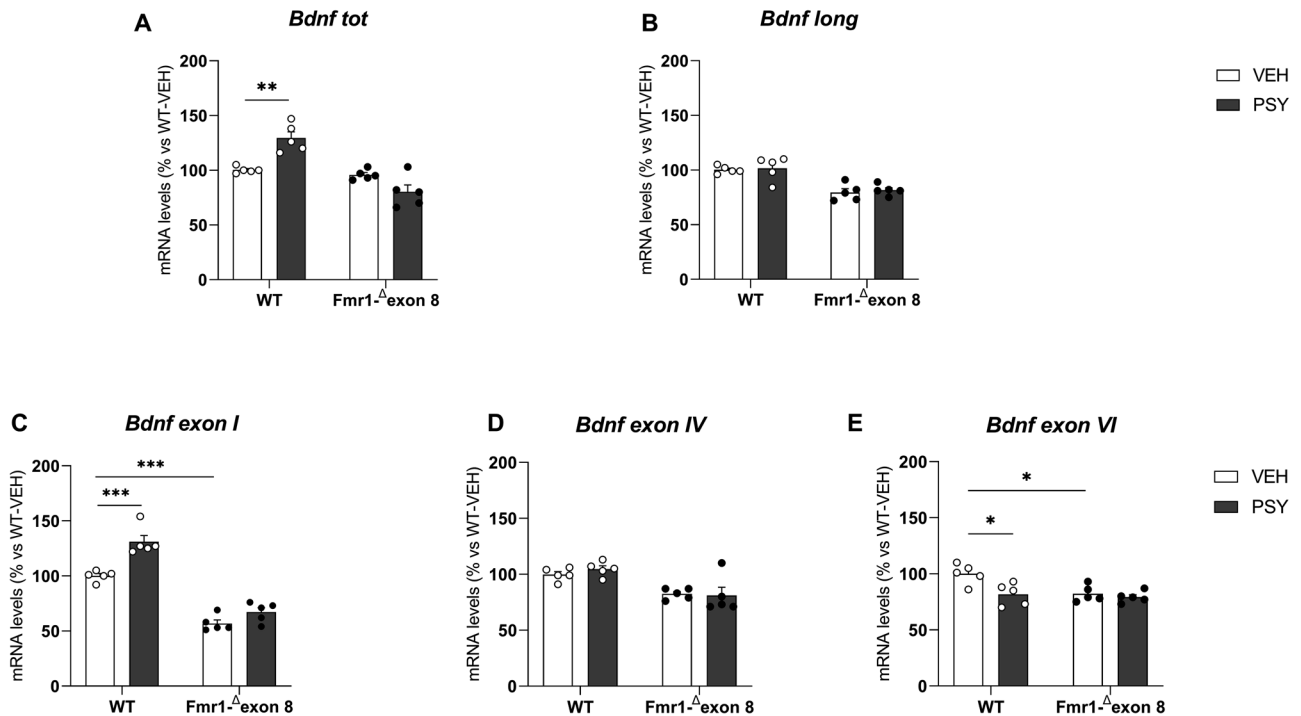 A
Bdnf tot
mRNA levels (% vs WT-VEH)
200
150
100
50
0
**
WT
Fmr1-Δexon 8
B
Bdnf long
mRNA levels (% vs WT-VEH)
200
150
100
50
0
WT
Fmr1-Δexon 8
VEH
PSY
C
Bdnf exon I
mRNA levels (% vs WT-VEH)
200
150
100
50
0
***
***
WT
Fmr1-Δexon 8
D
Bdnf exon IV
mRNA levels (% vs WT-VEH)
200
150
100
50
0
WT
Fmr1-Δexon 8
E
Bdnf exon VI
mRNA levels (% vs WT-VEH)
200
150
100
50
0
*
*
WT
Fmr1-Δexon 8
VEH
PSY